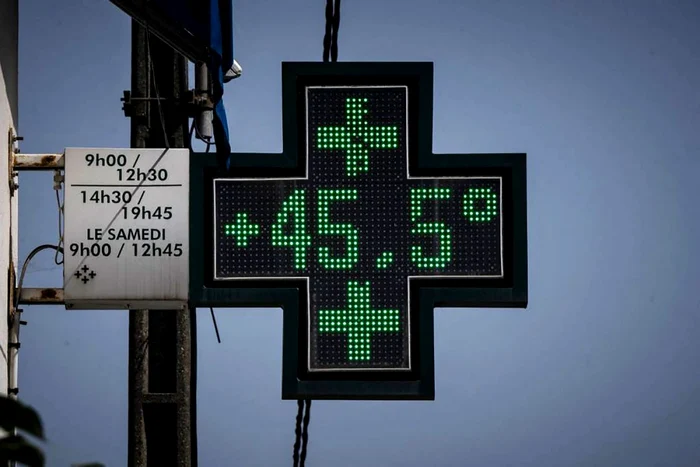 9h00 /
12h30
14h30 /
19h45
LE SAMEDI
9h00 / 12h45
+45,5°